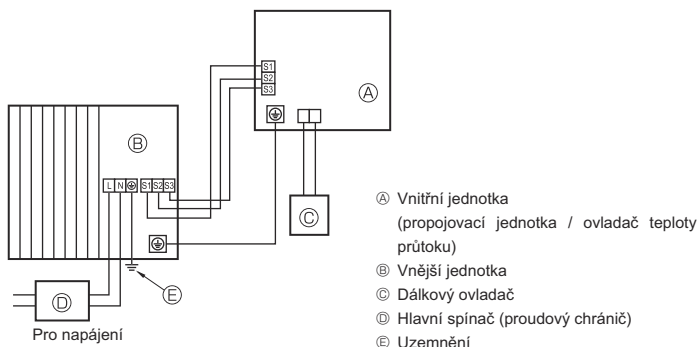 S1
S2
S3
Ⓐ
Ⓑ
L N S1 S2 S3
Ⓒ
Ⓓ
Ⓔ
Pro napájení
Ⓐ Vnitřní jednotka
(propojovací jednotka / ovladač teploty
průtoku)
Ⓑ Vnější jednotka
Ⓒ Dálkový ovladač
Ⓓ Hlavní spínač (proudový chránič)
Ⓔ Uzemnění